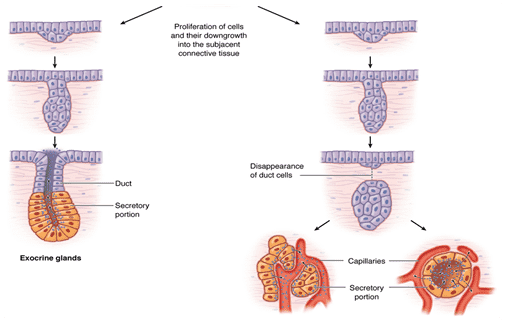 Proliferation of cells
and their downgrowth
into the subjacent
connective tissue
Disappearance
of duct cells
Duct
Secretory
portion
Exocrine glands
Capillaries
Secretory
portion